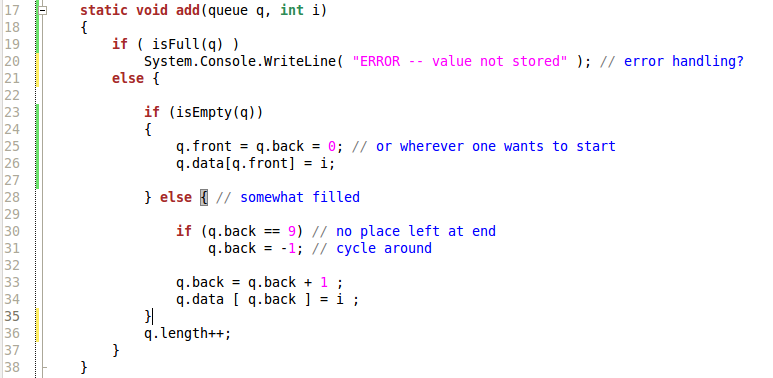 17 static void add(queue q, int i)
18 {
19 if ( isFull(q) )
20 System.Console.WriteLine( "ERROR -- value not stored" ); // error handling?
21 else {
22
23 if (isEmpty(q))
24 {
25 q.front = q.back = 0; // or wherever one wants to start
26 q.data[q.front] = i;
27
28 } else { // somewhat filled
29
30 if (q.back == 9) // no place left at end
31 q.back = -1; // cycle around
32
33 q.back = q.back + 1 ;
34 q.data [ q.back ] = i ;
35 }
36 q.length++;
37 }
38 }